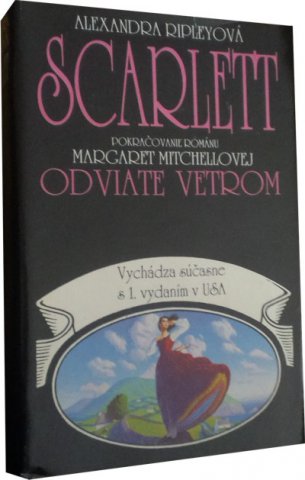 ALEXANDRA RIPLEYOVÁ
SCARLETT
POKRAČOVANIE ROMÁNU
MARGARET MITCHELLOVEJ
ODVIATE VETROM
Vychádza súčasne
s 1. vydaním v USA